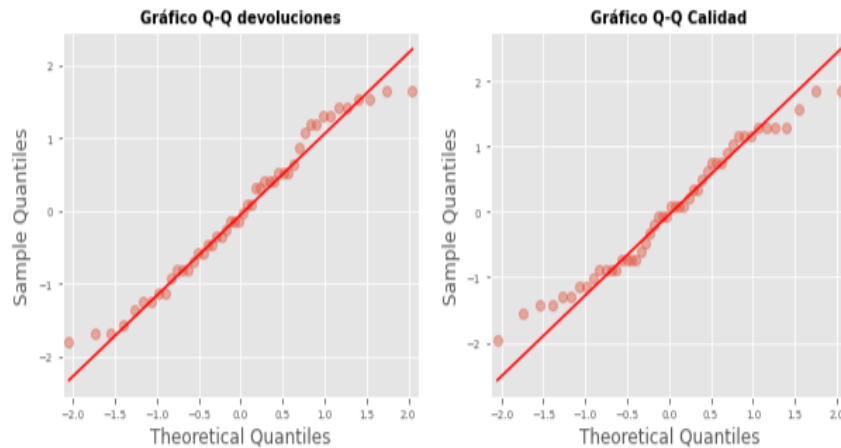 Gráfico Q-Q devoluciones
2
1
0
−1
−2
Sample Quantiles
−2.0 −1.5 −1.0 −0.5 0.0 0.5 1.0 1.5 2.0
Theoretical Quantiles
Gráfico Q-Q Calidad
2
1
0
−1
−2
Sample Quantiles
−2.0 −1.5 −1.0 −0.5 0.0 0.5 1.0 1.5 2.0
Theoretical Quantiles